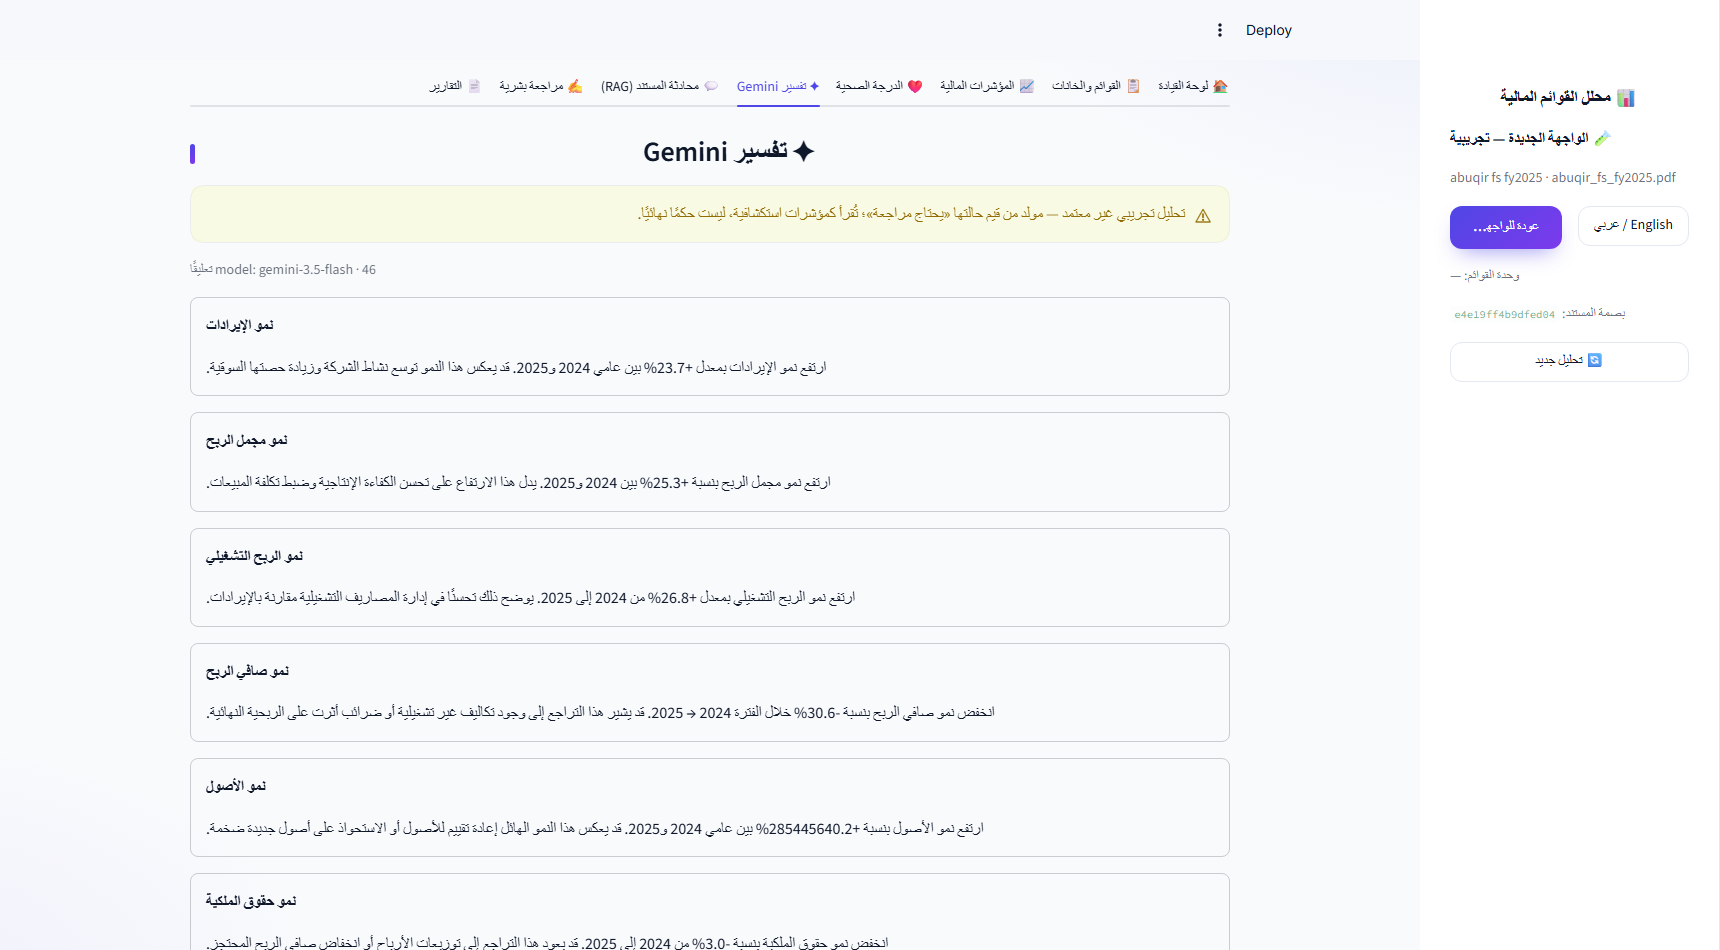 Deploy
🏠 لوحة القيادة
📋 القوائم والخانات
📈 المؤشرات المالية
❤️ الدرجة الصحية
✦ تفسير Gemini
💬 محادثة المستند (RAG)
✍️ مراجعة بشرية
📄 التقارير
📊 محلل القوائم المالية
🧪 الواجهة الجديدة — تجريبية
abuqir fs fy2025 · abuqir_fs_fy2025.pdf
عربي / English
عودة للواجهـ...
وحدة القوائم: —
بصمة المستند: e4e19ff4b9dfed04
🔄 تحليل جديد
✦ تفسير Gemini
⚠ تحليل تجريبي غير معتمد — مولد من قيم حالتها «يحتاج مراجعة»؛ تُقرأ كمؤشرات استكشافية، ليست حكمًا نهائيًا.
model: gemini-3.5-flash · 46 تعليقًا
نمو الإيرادات
ارتفع نمو الإيرادات بمعدل +23.7% بين عامي 2024 و2025. قد يعكس هذا النمو توسع نشاط الشركة وزيادة حصتها السوقية.
نمو مجمل الربح
ارتفع نمو مجمل الربح بنسبة +25.3% بين 2024 و2025. يدل هذا الارتفاع على تحسن الكفاءة الإنتاجية وضبط تكلفة المبيعات.
نمو الربح التشغيلي
ارتفع نمو الربح التشغيلي بمعدل +26.8% من 2024 إلى 2025. يوضح ذلك تحسنًا في إدارة المصاريف التشغيلية مقارنة بالإيرادات.
نمو صافي الربح
انخفض نمو صافي الربح بنسبة -30.6% خلال الفترة 2024 → 2025. قد يشير هذا التراجع إلى وجود تكاليف غير تشغيلية أو ضرائب أثرت على الربحية النهائية.
نمو الأصول
ارتفع نمو الأصول بنسبة +285445640.2% بين عامي 2024 و2025. قد يعكس هذا النمو الهائل إعادة تقييم للأصول أو الاستحواذ على أصول جديدة ضخمة.
نمو حقوق الملكية
انخفض نمو حقوق الملكية بنسبة -3.0% من 2024 إلى 2025. قد يعود هذا التراجع إلى توزيعات الأرباح أو انخفاض صافي الربح المحتجز.